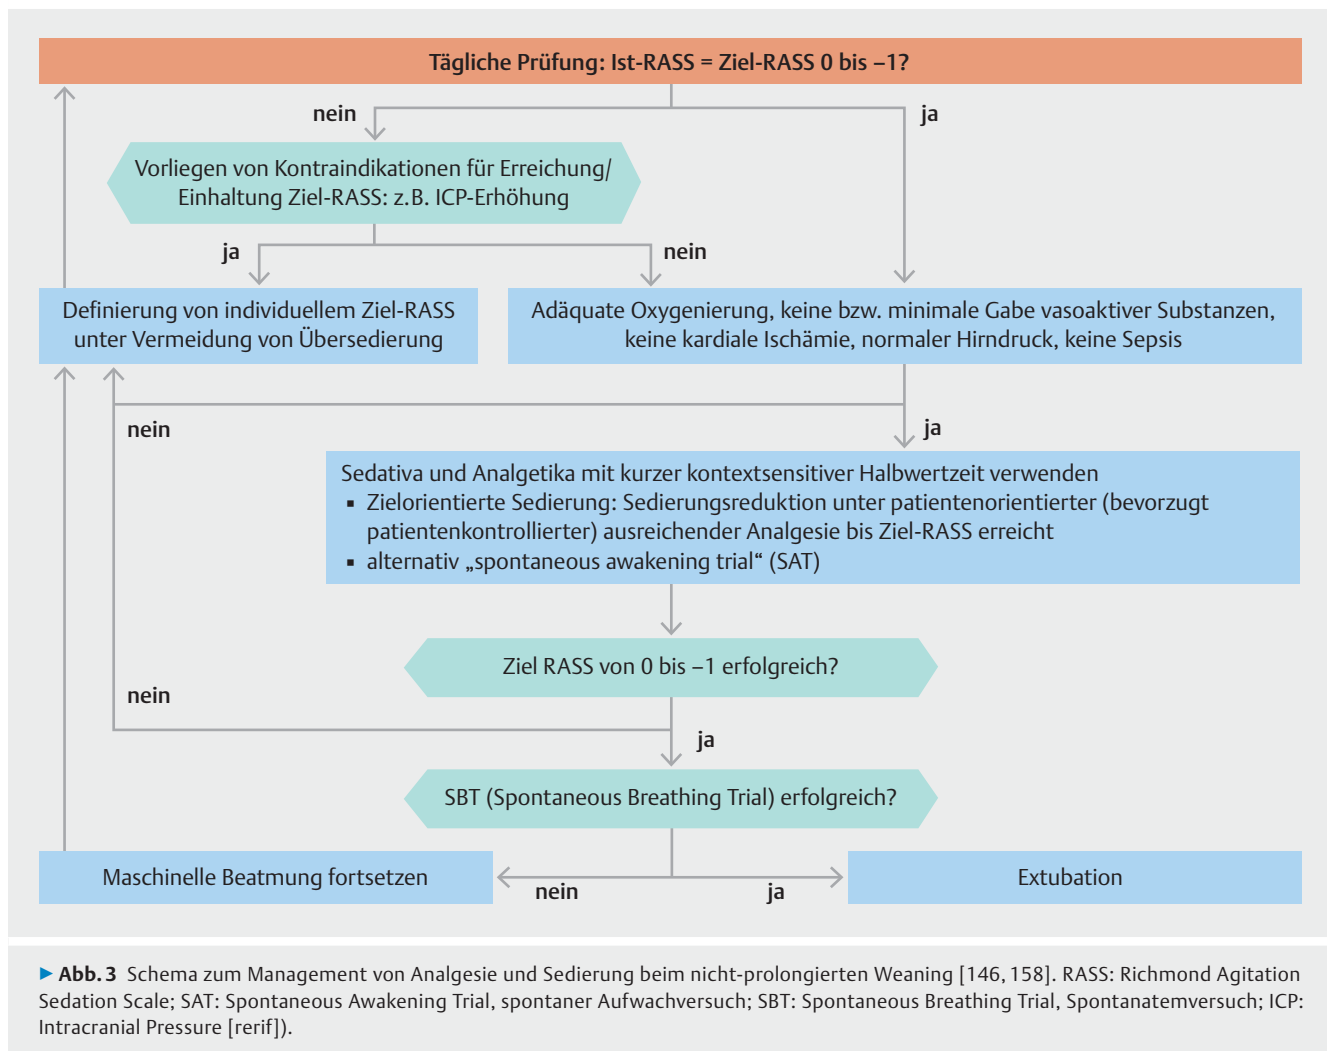 Tägliche Prüfung: Ist-RASS = Ziel-RASS 0 bis –1?
nein
ja
Vorliegen von Kontraindikationen für Erreichung/
Einhaltung Ziel-RASS: z.B. ICP-Erhöhung
ja
nein
Definierung von individuellem Ziel-RASS
unter Vermeidung von Übersedierung
Adäquate Oxygenierung, keine bzw. minimale Gabe vasoaktiver Substanzen,
keine kardiale Ischämie, normaler Hirndruck, keine Sepsis
nein
ja
Sedativa und Analgetika mit kurzer kontextsensitiver Halbwertzeit verwenden
▪ Zielorientierte Sedierung: Sedierungsreduktion unter patientenorientierter (bevorzugt
patientenkontrollierter) ausreichender Analgesie bis Ziel-RASS erreicht
▪ alternativ „spontaneous awakening trial“ (SAT)
Ziel RASS von 0 bis –1 erfolgreich?
nein
ja
SBT (Spontaneous Breathing Trial) erfolgreich?
Maschinelle Beatmung fortsetzen
nein
ja
Extubation
▶ Abb. 3 Schema zum Management von Analgesie und Sedierung beim nicht-prolongierten Weaning [146, 158]. RASS: Richmond Agitation
Sedation Scale; SAT: Spontaneous Awakening Trial, spontaner Aufwachversuch; SBT: Spontaneous Breathing Trial, Spontanatemversuch; ICP:
Intracranial Pressure [rerif]).